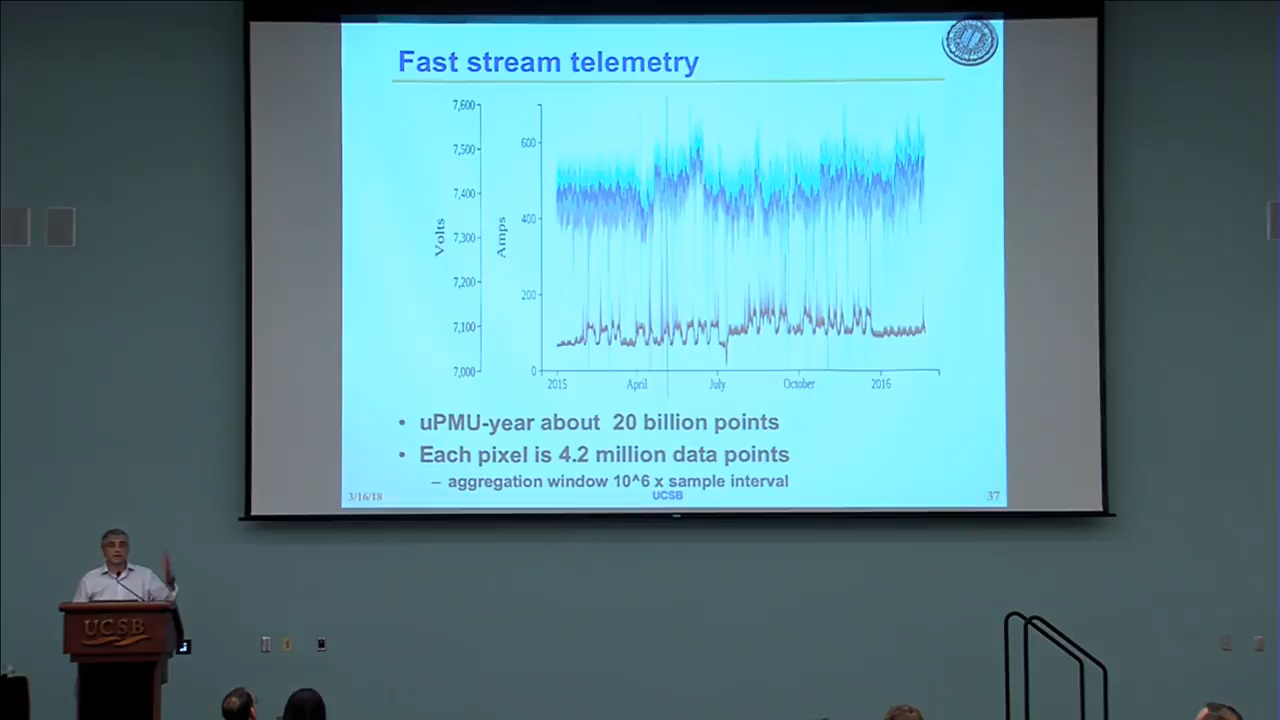 Fast stream telemetry
7,600
7,500
7,400
7,300
7,200
7,100
7,000
Volts
600
400
200
0
Amps
2015 April July October 2016
• uPMU-year about 20 billion points
• Each pixel is 4.2 million data points
– aggregation window 10^6 x sample interval
3/16/18 UCSB 37
UCSB